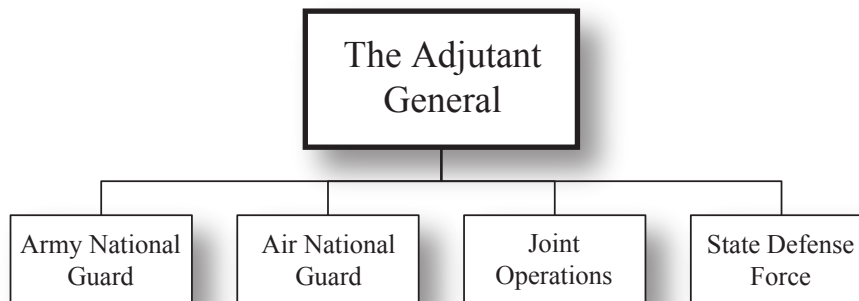 The Adjutant
General
Army National
Guard
Air National
Guard
Joint
Operations
State Defense
Force